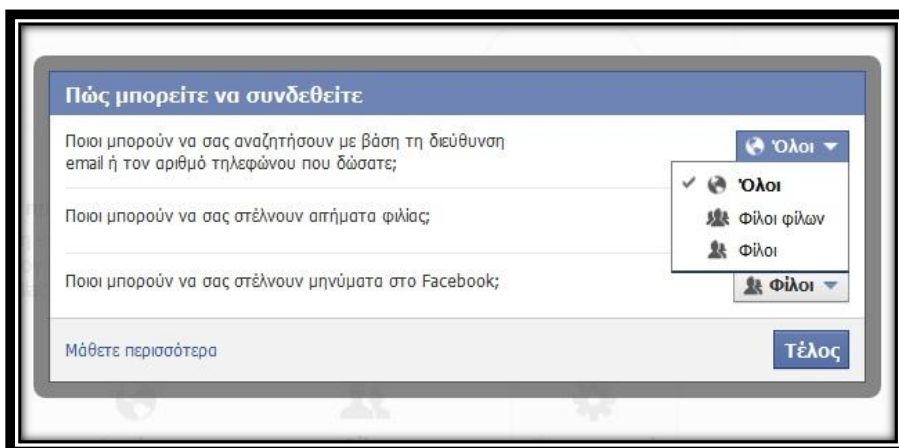 Πώς μπορείτε να συνδεθείτε
Ποιοι μπορούν να σας αναζητήσουν με βάση τη διεύθυνση
email ή τον αριθμό τηλεφώνου που δώσατε;
Όλοι
Όλοι
Φίλοι φίλων
Φίλοι
Ποιοι μπορούν να σας στέλνουν αιτήματα φιλίας;
Ποιοι μπορούν να σας στέλνουν μηνύματα στο Facebook;
Φίλοι
Μάθετε περισσότερα
Τέλος